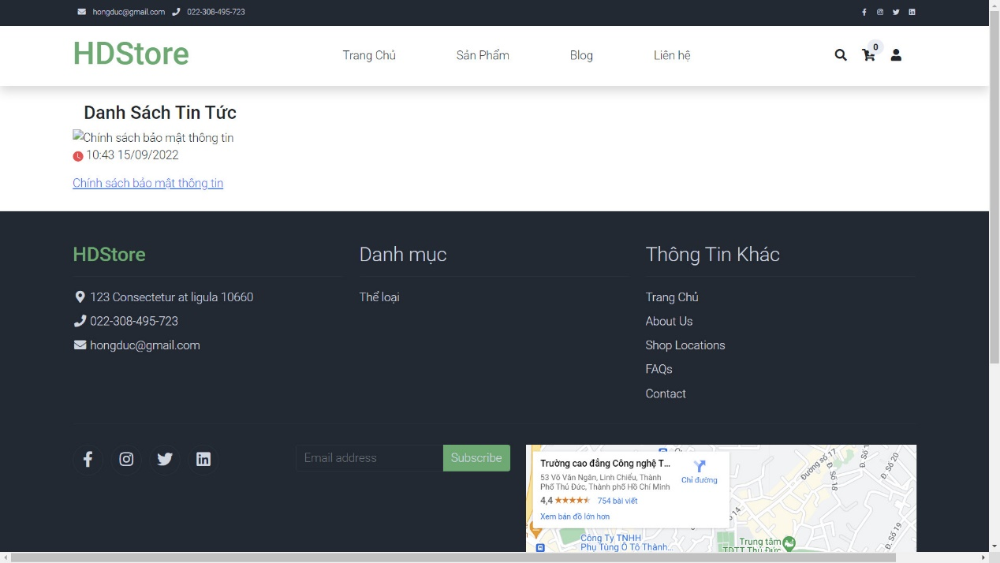 hongduc@gmail.com 022-308-495-723
HDStore
Trang Chủ Sản Phẩm Blog Liên hệ
0
Danh Sách Tin Tức
Chính sách bảo mật thông tin
10:43 15/09/2022
Chính sách bảo mật thông tin
HDStore
123 Consectetur at ligula 10660
022-308-495-723
hongduc@gmail.com
Danh mục
Thể loại
Thông Tin Khác
Trang Chủ
About Us
Shop Locations
FAQs
Contact
Email address Subscribe
Trường cao đẳng Công nghệ T...
53 Võ Văn Ngân, Linh Chiểu, Thành
Phố Thủ Đức, Thành phố Hồ Chí Minh
4,4 754 bài viết
Chỉ đường
Xem bản đồ lớn hơn
Công Ty TNHH
Phụ Tùng Ô Tô Thành...
Trung tâm
TDTT Thủ Đức
Đường số 17
Đ. Số 18
Đ. Số 20
Đ. Số 19